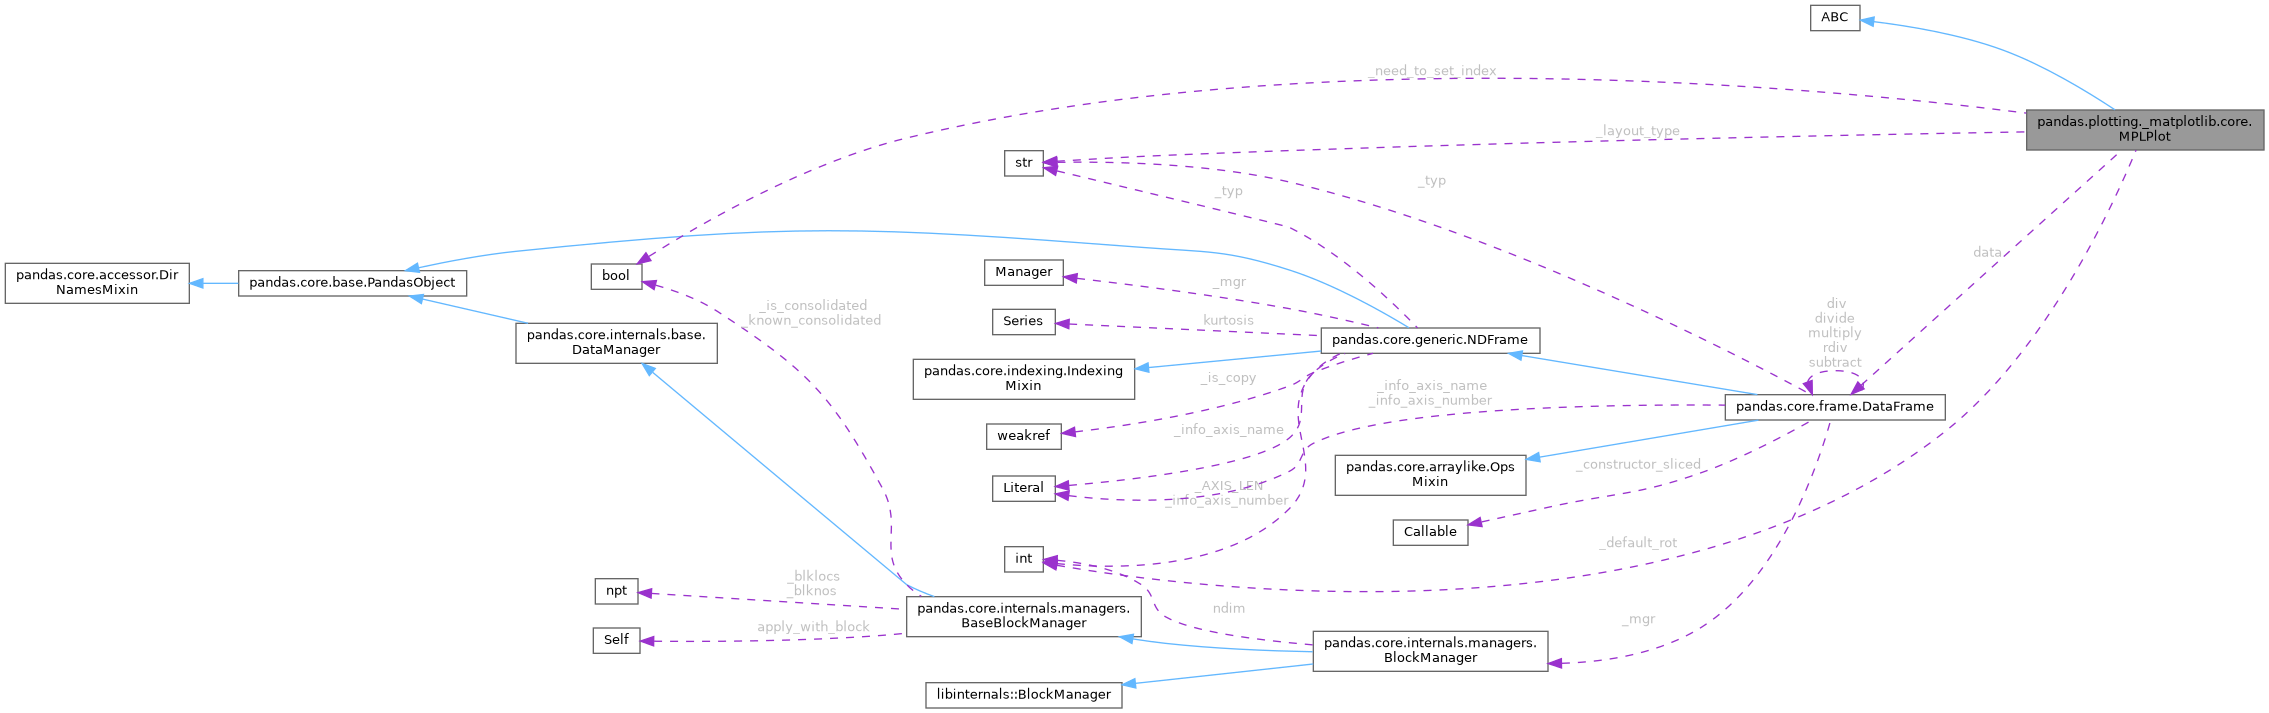 ABC
_need_to_set_index
pandas.plotting._matplotlib.core.
MPLPlot
_layout_type
str
_typ
_typ
data
pandas.core.accessor.Dir
NamesMixin
pandas.core.base.PandasObject
bool
Manager
_mgr
_is_consolidated
_known_consolidated
Series
kurtosis
div
divide
multiply
rdiv
subtract
pandas.core.internals.base.
DataManager
pandas.core.generic.NDFrame
pandas.core.indexing.Indexing
Mixin
_is_copy
_info_axis_name
_info_axis_number
pandas.core.frame.DataFrame
weakref
_info_axis_name
Literal
_AXIS_LEN
_info_axis_number
pandas.core.arraylike.Ops
Mixin
_constructor_sliced
Callable
int
_default_rot
npt
_blklocs
_blknos
pandas.core.internals.managers.
BaseBlockManager
ndim
Self
apply_with_block
_mgr
pandas.core.internals.managers.
BlockManager
libinternals::BlockManager